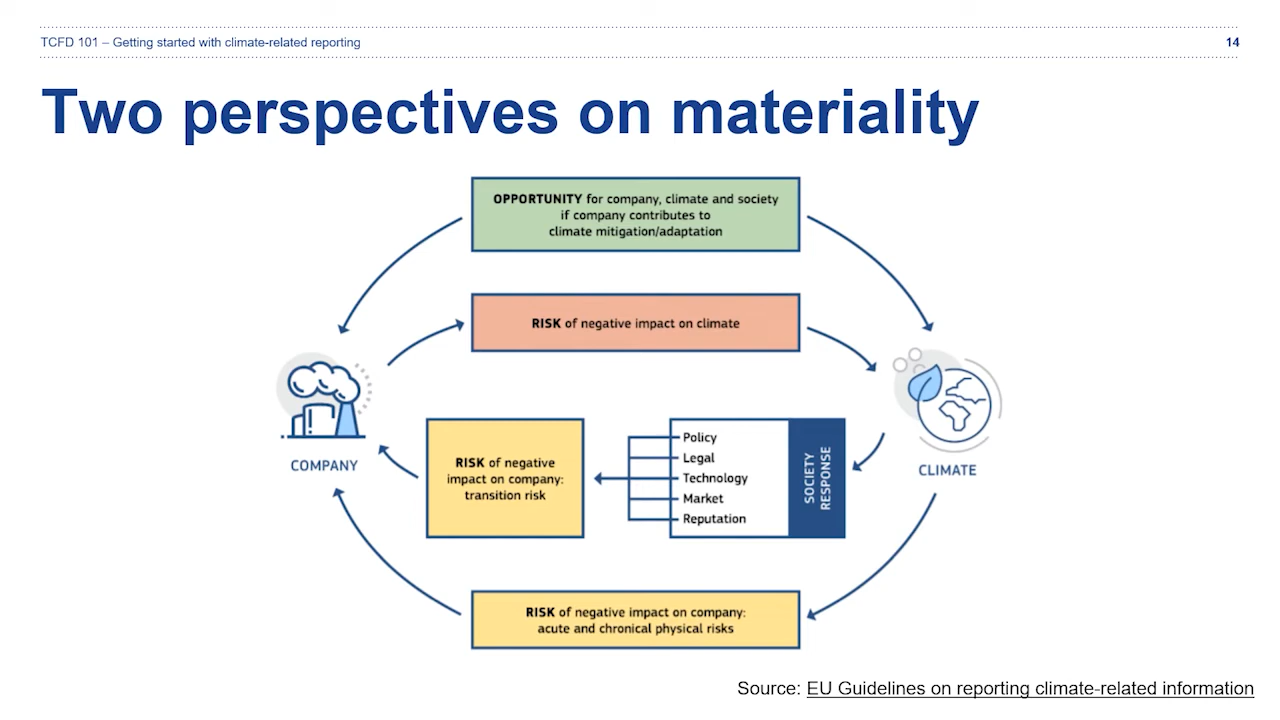 TCFD 101 – Getting started with climate-related reporting
14
Two perspectives on materiality
OPPORTUNITY for company, climate and society
if company contributes to
climate mitigation/adaptation
RISK of negative impact on climate
COMPANY
CLIMATE
RISK of negative
impact on company:
transition risk
Policy
Legal
Technology
Market
Reputation
SOCIETY
RESPONSE
RISK of negative impact on company:
acute and chronical physical risks
Source: EU Guidelines on reporting climate-related information